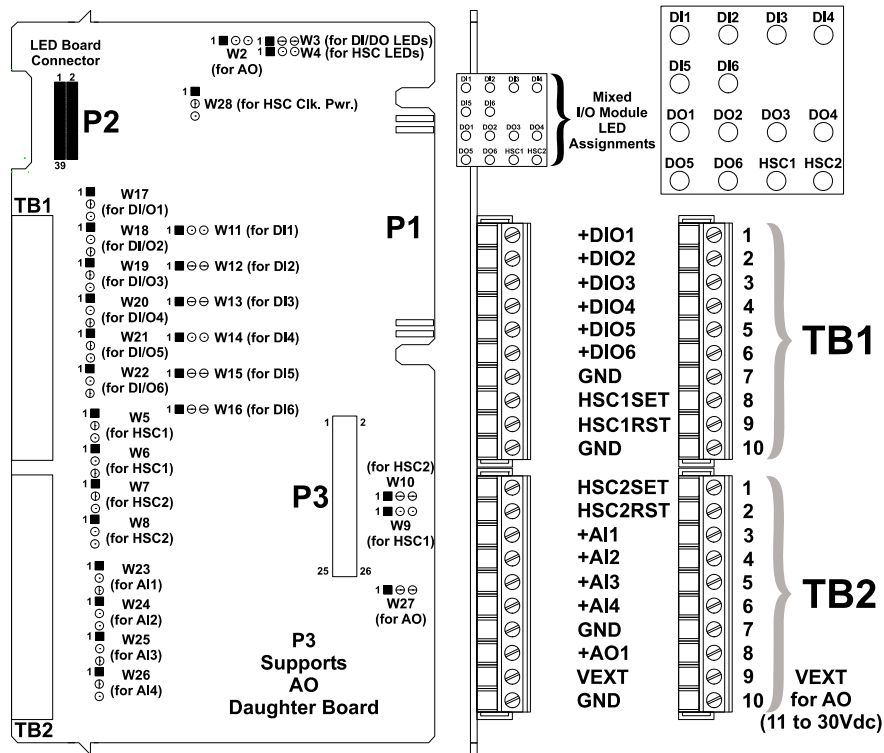 LED Board
Connector
1 2
P2
39
1
W2
(for AO)
1
W3 (for DI/DO LEDs)
1
W4 (for HSC LEDs)
1
W28 (for HSC Clk. Pwr.)
TB1
1
W17
(for DI/O1)
1
W18
(for DI/O2)
1
W19
(for DI/O3)
1
W20
(for DI/O4)
1
W21
(for DI/O5)
1
W22
(for DI/O6)
1
W5
(for HSC1)
1
W6
(for HSC1)
1
W7
(for HSC2)
1
W8
(for HSC2)
1
W23
(for AI1)
1
W24
(for AI2)
1
W25
(for AI3)
1
W26
(for AI4)
TB2
1
W11 (for DI1)
1
W12 (for DI2)
1
W13 (for DI3)
1
W14 (for DI4)
1
W15 (for DI5)
1
W16 (for DI6)
P1
P3
1 2
25 26
(for HSC2)
W10
1
1
W9
(for HSC1)
1
W27
(for AO)
P3
Supports
AO
Daughter Board
DI1 DI2 DI3 DI4
DI5 DI6
DO1 DO2 DO3 DO4
DO5 DO6 HSC1 HSC2
Mixed
I/O Module
LED
Assignments
DI1 DI2 DI3 DI4
DI5 DI6
DO1 DO2 DO3 DO4
DO5 DO6 HSC1 HSC2
+DIO1 1
+DIO2 2
+DIO3 3
+DIO4 4
+DIO5 5
+DIO6 6
GND 7
HSC1SET 8
HSC1RST 9
GND 10
TB1
HSC2SET 1
HSC2RST 2
+AI1 3
+AI2 4
+AI3 5
+AI4 6
GND 7
+AO1 8
VEXT 9
GND 10
TB2
VEXT
for AO
(11 to 30Vdc)